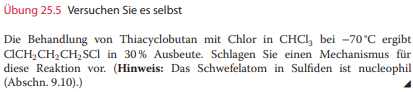 Übung 25.5 Versuchen Sie es selbst
Die Behandlung von Thiacyclobutan mit Chlor in CHCl₃ bei −70 °C ergibt
ClCH₂CH₂CH₂SCl in 30 % Ausbeute. Schlagen Sie einen Mechanismus für
diese Reaktion vor. (Hinweis: Das Schwefelatom in Sulfiden ist nucleophil
(Abschn. 9.10).)